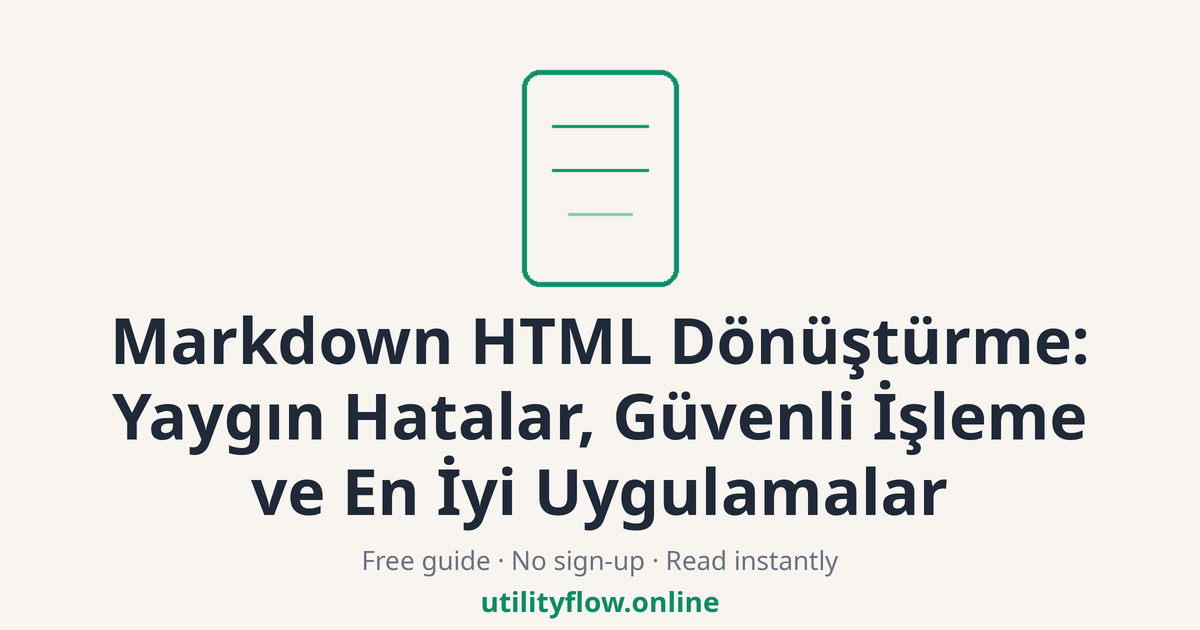 Markdown HTML Dönüştürme:
Yaygın Hatalar, Güvenli İşleme
ve En İyi Uygulamalar
Free guide · No sign-up · Read instantly
utilityflow.online